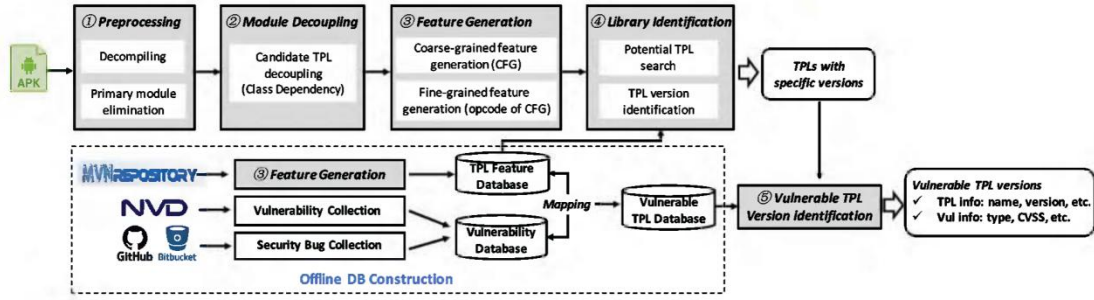 ① Preprocessing
Decompiling
Primary module
elimination
② Module Decoupling
Candidate TPL
decoupling
(Class Dependency)
③ Feature Generation
Coarse-grained feature
generation (CFG)
Fine-grained feature
generation (opcode of CFG)
④ Library Identification
Potential TPL
search
TPL version
identification
TPLs with
specific versions
APK
MVNREPOSITORY
③ Feature Generation
TPL Feature
Database
NVD
Vulnerability Collection
GitHub
Bitbucket
Security Bug Collection
Vulnerability
Database
Mapping
Vulnerable
TPL Database
Offline DB Construction
⑤ Vulnerable TPL
Version identification
Vulnerable TPL versions
✓ TPL info: name, version, etc.
✓ Vul info: type, CVSS, etc.